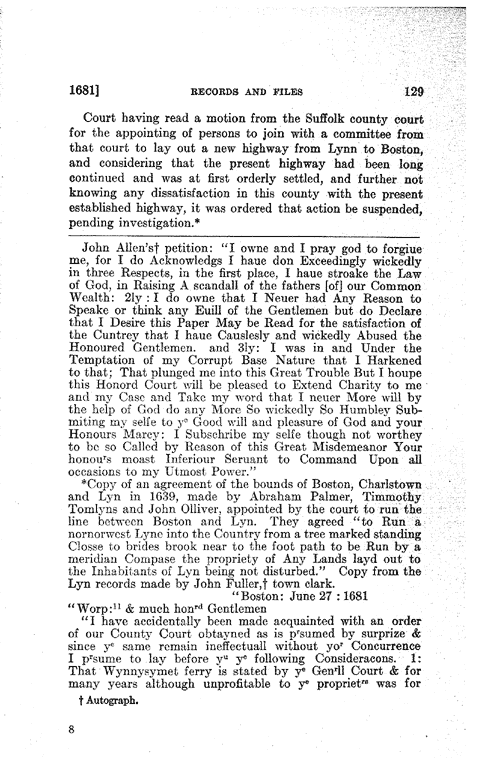 1681] RECORDS AND FILES 129
Court having read a motion from the Suffolk county court
for the appointing of persons to join with a committee from
that court to lay out a new highway from Lynn to Boston,
and considering that the present highway had been long
continued and was at first orderly settled, and further not
knowing any dissatisfaction in this county with the present
established highway, it was ordered that action be suspended,
pending investigation.*
John Allen's† petition: "I owne and I pray god to forgiue
me, for I do Acknowledgs I haue don Exceedingly wickedly
in three Respects, in the first place, I haue stroake the Law
of God, in Raising A scandall of the fathers [of] our Common
Wealth: 2ly : I do owne that I Neuer had Any Reason to
Speake or think any Euill of the Gentlemen but do Declare
that I Desire this Paper May be Read for the satisfaction of
the Cuntrey that I haue Causlesly and wickedly Abused the
Honoured Gentlemen. and 3ly: I was in and Under the
Temptation of my Corrupt Base Nature that I Harkened
to that; That plunged me into this Great Trouble But I houpe
this Honord Court will be pleased to Extend Charity to me
and my Case and Take my word that I neuer More will by
the help of God do any More So wickedly So Humbley Sub-
miting my selfe to yᵉ Good will and pleasure of God and your
Honours Marcy: I Subschribe my selfe though not worthey
to be so Called by Reason of this Great Misdemeanor Your
honou's moast Inferiour Seruant to Command Upon all
occasions to my Utmost Power."
*Copy of an agreement of the bounds of Boston, Charlstown
and Lyn in 1639, made by Abraham Palmer, Timmothy
Tomlyns and John Olliver, appointed by the court to run the
line between Boston and Lyn. They agreed "to Run a
nornorwest Lyne into the Country from a tree marked standing
Closse to brides brook near to the foot path to be Run by a
meridian Compase the propriety of Any Lands layd out to
the Inhabitants of Lyn being not disturbed." Copy from the
Lyn records made by John Fuller,† town clark.
"Boston: June 27 : 1681
"Worp:¹¹ & much honʳᵈ Gentlemen
"I have accidentally been made acquainted with an order
of our County Court obtayned as is pʳsumed by surprize &
since yᵉ same remain ineffectuall without yoʳ Concurrence
I pʳsume to lay before yᵘ yᵉ following Consideracons. 1:
That Wynnysymet ferry is stated by yᵉ Genʳll Court & for
many years although unprofitable to yᵉ proprietʳˢ was for
† Autograph.
8